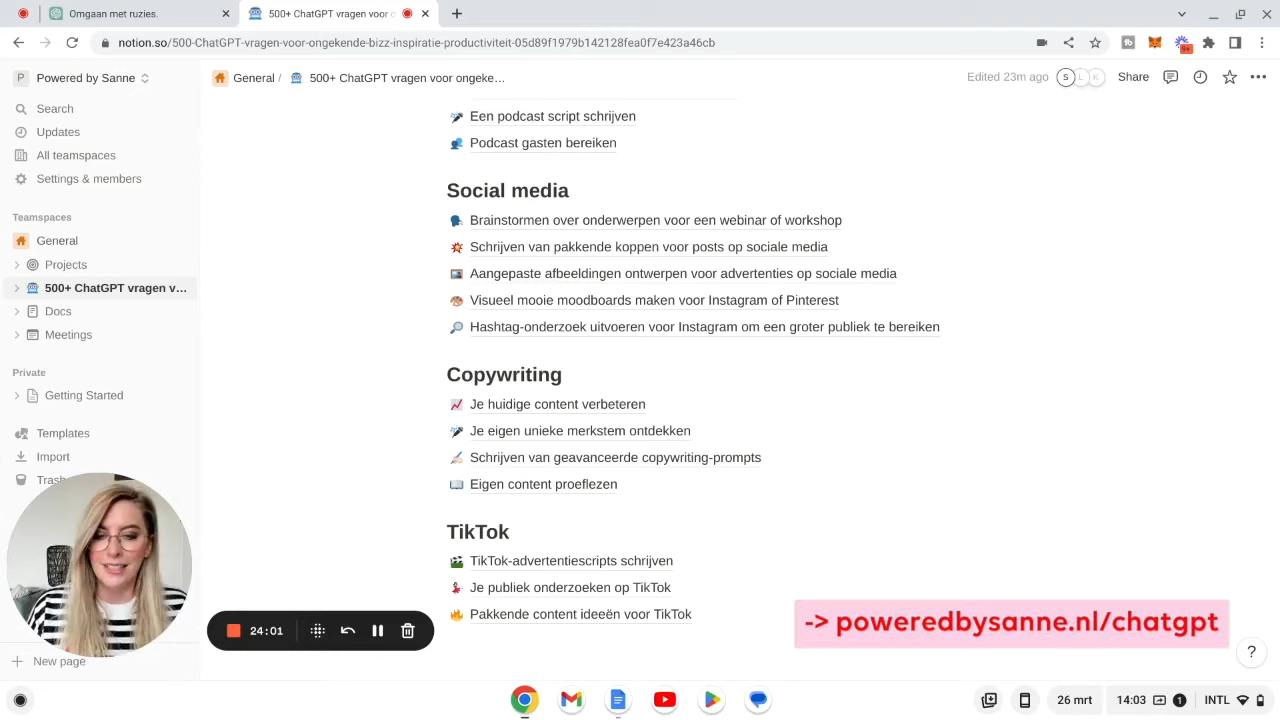 Omgaan met ruzies.
500+ ChatGPT vragen voor
notion.so/500-ChatGPT-vragen-voor-ongekende-bizz-inspiratie-productiviteit-05d89f1979b142128fea0f7e423a46cb
9+
P Powered by Sanne
General / 500+ ChatGPT vragen voor ongeke…
Edited 23m ago S L K Share
Search
Updates
All teamspaces
Settings & members
Teamspaces
General
Projects
500+ ChatGPT vragen v…
Docs
Meetings
Private
Getting Started
Templates
Import
Trash
New page
Een podcast script schrijven
Podcast gasten bereiken
Social media
Brainstormen over onderwerpen voor een webinar of workshop
Schrijven van pakkende koppen voor posts op sociale media
Aangepaste afbeeldingen ontwerpen voor advertenties op sociale media
Visueel mooie moodboards maken voor Instagram of Pinterest
Hashtag-onderzoek uitvoeren voor Instagram om een groter publiek te bereiken
Copywriting
Je huidige content verbeteren
Je eigen unieke merkstem ontdekken
Schrijven van geavanceerde copywriting-prompts
Eigen content proeflezen
TikTok
TikTok-advertentiescripts schrijven
Je publiek onderzoeken op TikTok
Pakkende content ideeën voor TikTok
24:01
-> poweredbysanne.nl/chatgpt
?
26 mrt 14:03 1 INTL